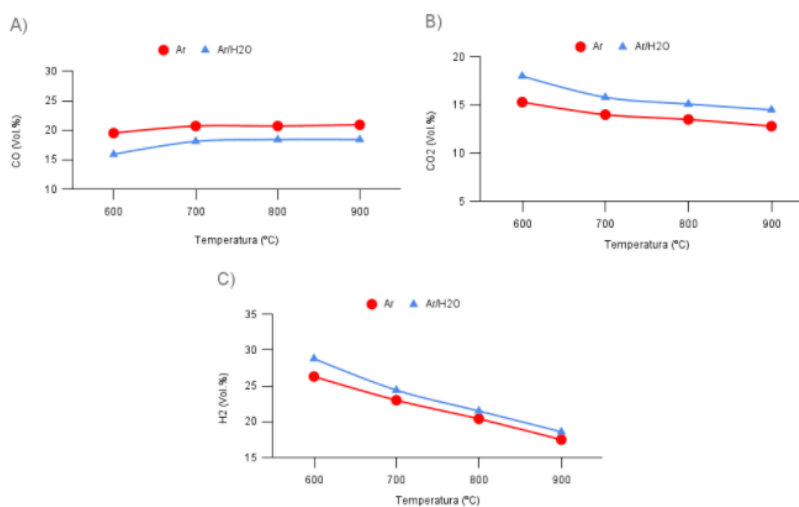 A)
Ar Ar/H2O
CO (Vol.%)
30
25
20
15
10
600 700 800 900
Temperatura (ºC)
B)
Ar Ar/H2O
CO2 (Vol.%)
20
15
10
5
600 700 800 900
Temperatura (ºC)
C)
Ar Ar/H2O
H2 (Vol.%)
35
30
25
20
15
600 700 800 900
Temperatura (ºC)